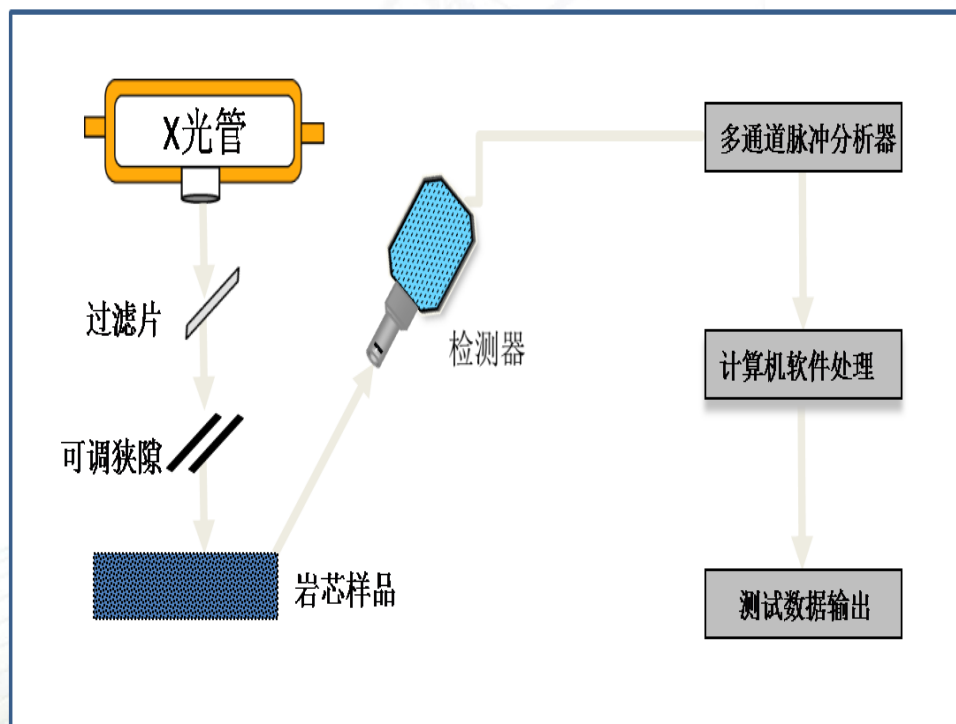 X光管
过滤片
可调狭隙
岩芯样品
检测器
多通道脉冲分析器
计算机软件处理
测试数据输出